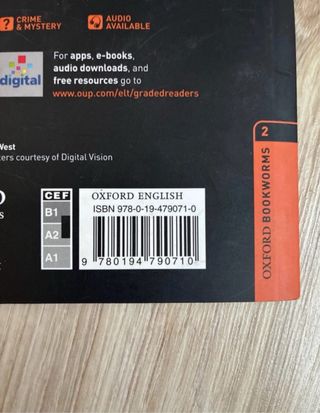 CRIME
& MYSTERY
AUDIO
AVAILABLE
digital
For apps, e-books,
audio downloads, and
free resources go to
www.oup.com/elt/gradedreaders
West
ters courtesy of Digital Vision
2
OXFORD BOOKWORMS
CEF
B1
A2
A1
OXFORD ENGLISH
ISBN 978-0-19-479071-0
9 780194 790710